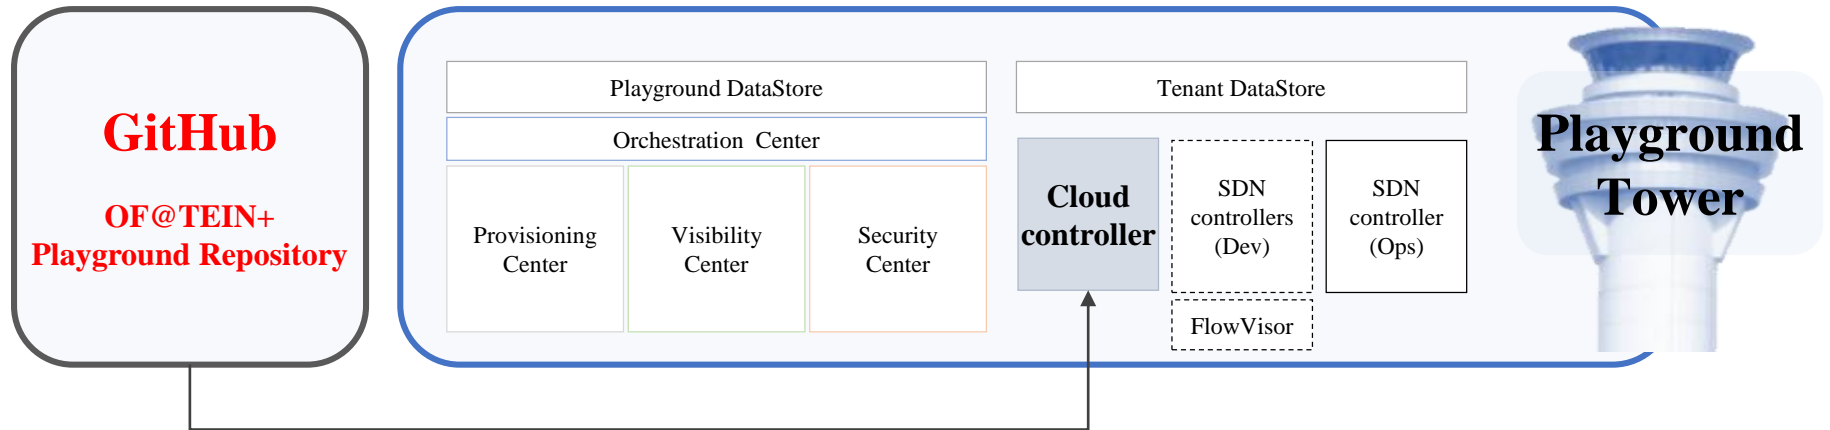 GitHub
OF@TEIN+
Playground Repository
Playground DataStore
Orchestration Center
Provisioning
Center
Visibility
Center
Security
Center
Tenant DataStore
Cloud
controller
SDN
controllers
(Dev)
FlowVisor
SDN
controller
(Ops)
Playground
Tower